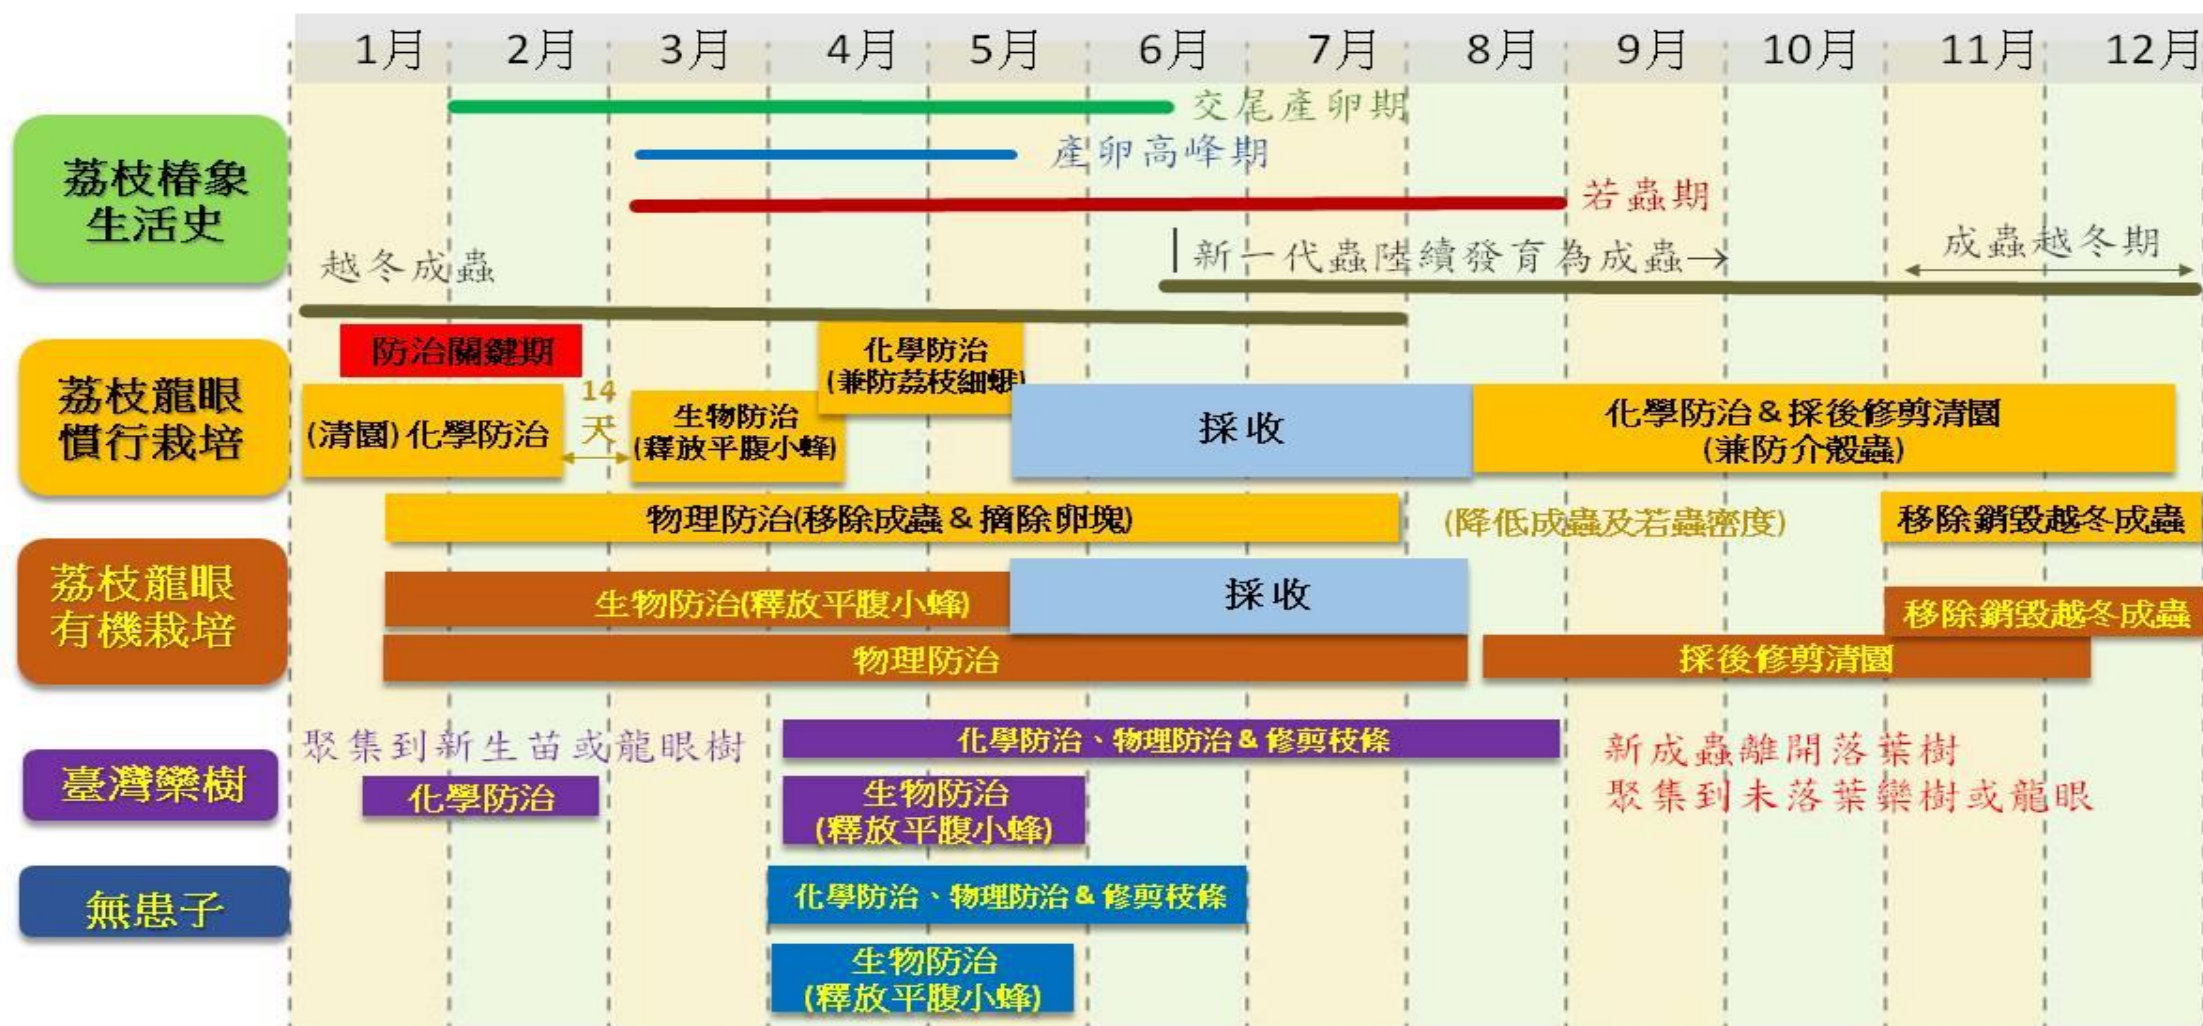 1月 2月 3月 4月 5月 6月 7月 8月 9月 10月 11月 12月
荔枝椿象
生活史
交尾產卵期
產卵高峰期
若蟲期
越冬成蟲
新一代蟲陸續發育為成蟲→
成蟲越冬期
荔枝龍眼
慣行栽培
防治關鍵期
(清園)化學防治
14
天
生物防治
(釋放平腹小蜂)
化學防治
(兼防荔枝細蛾)
採收
化學防治&採後修剪清園
(兼防介殼蟲)
物理防治(移除成蟲&摘除卵塊)
(降低成蟲及若蟲密度)
移除銷毀越冬成蟲
荔枝龍眼
有機栽培
生物防治(釋放平腹小蜂)
採收
移除銷毀越冬成蟲
物理防治
採後修剪清園
臺灣欒樹
聚集到新生苗或龍眼樹
化學防治
化學防治、物理防治&修剪枝條
生物防治
(釋放平腹小蜂)
新成蟲離開落葉樹
聚集到未落葉欒樹或龍眼
無患子
化學防治、物理防治&修剪枝條
生物防治
(釋放平腹小蜂)